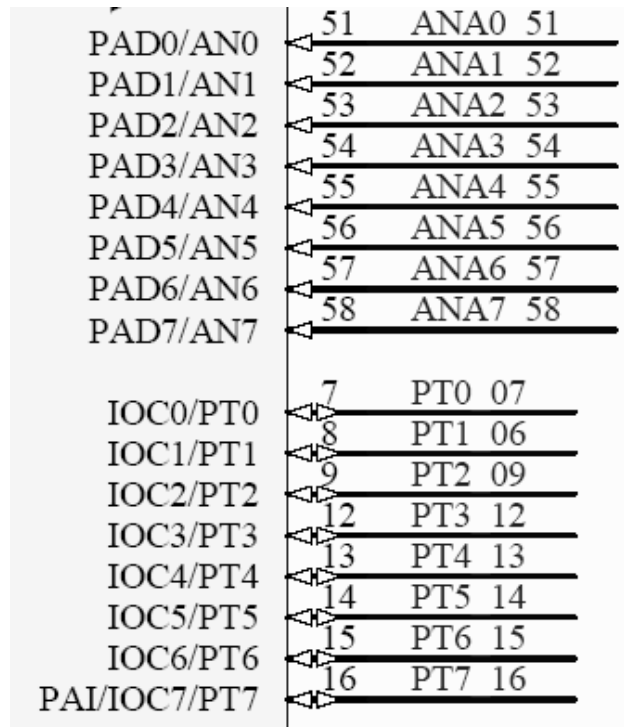 PAD0/AN0 51 ANA0 51
PAD1/AN1 52 ANA1 52
PAD2/AN2 53 ANA2 53
PAD3/AN3 54 ANA3 54
PAD4/AN4 55 ANA4 55
PAD5/AN5 56 ANA5 56
PAD6/AN6 57 ANA6 57
PAD7/AN7 58 ANA7 58
IOC0/PT0 7 PT0 07
IOC1/PT1 8 PT1 06
IOC2/PT2 9 PT2 09
IOC3/PT3 12 PT3 12
IOC4/PT4 13 PT4 13
IOC5/PT5 14 PT5 14
IOC6/PT6 15 PT6 15
PAI/IOC7/PT7 16 PT7 16